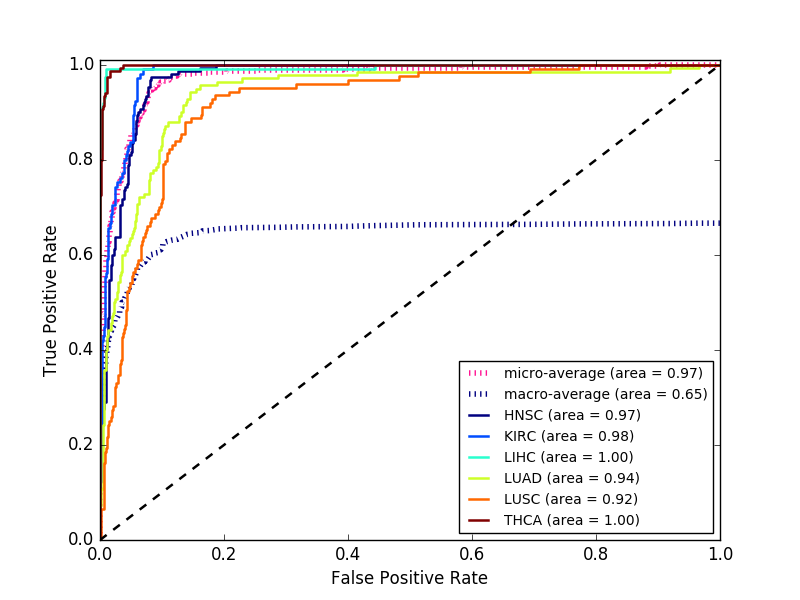 1.0
0.8
0.6
0.4
0.2
0.0
True Positive Rate
0.0 0.2 0.4 0.6 0.8 1.0
False Positive Rate
micro-average (area = 0.97)
macro-average (area = 0.65)
HNSC (area = 0.97)
KIRC (area = 0.98)
LIHC (area = 1.00)
LUAD (area = 0.94)
LUSC (area = 0.92)
THCA (area = 1.00)